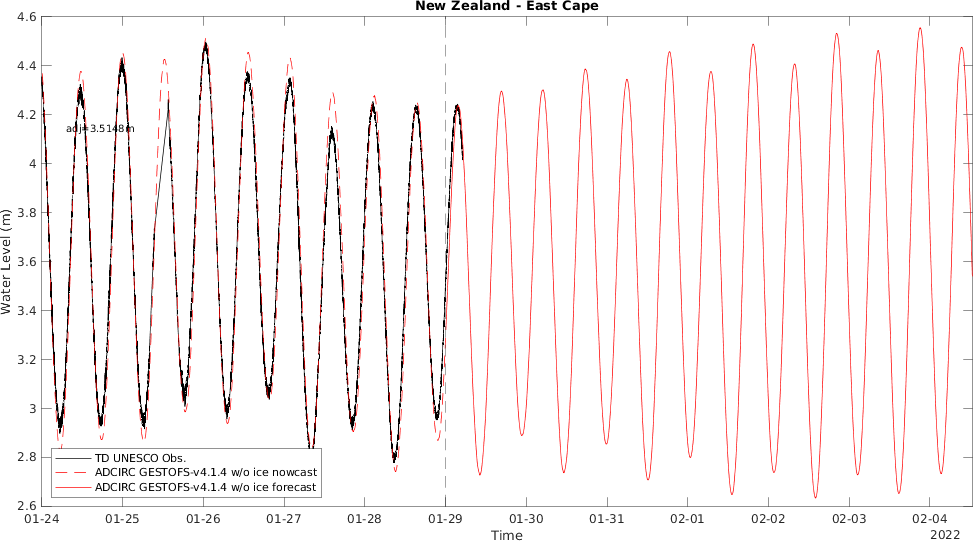 New Zealand - East Cape
Water Level (m)
4.6
4.4
4.2
4
3.8
3.6
3.4
3.2
3
2.8
2.6
adj=3.5148m
TD UNESCO Obs.
ADCIRC GESTOFS-v4.1.4 w/o ice nowcast
ADCIRC GESTOFS-v4.1.4 w/o ice forecast
01-24 01-25 01-26 01-27 01-28 01-29 01-30 01-31 02-01 02-02 02-03 02-04
2022
Time